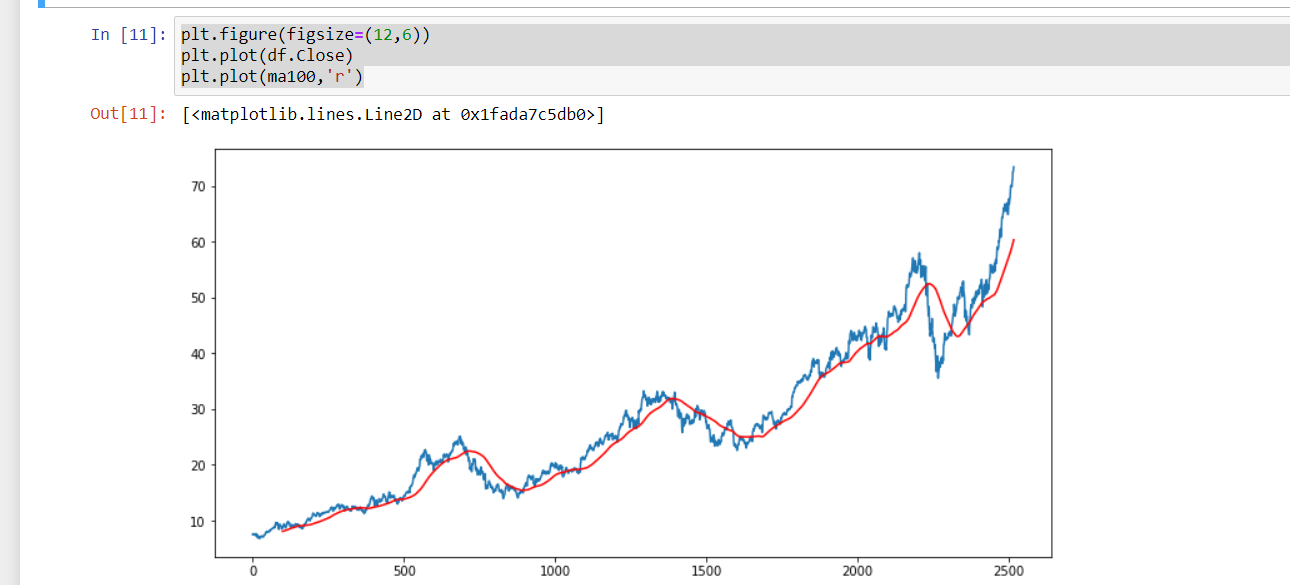 In [11]: plt.figure(figsize=(12,6))
plt.plot(df.Close)
plt.plot(ma100,'r')
Out[11]: [<matplotlib.lines.Line2D at 0x1fada7c5db0>]
70
60
50
40
30
20
10
0 500 1000 1500 2000 2500